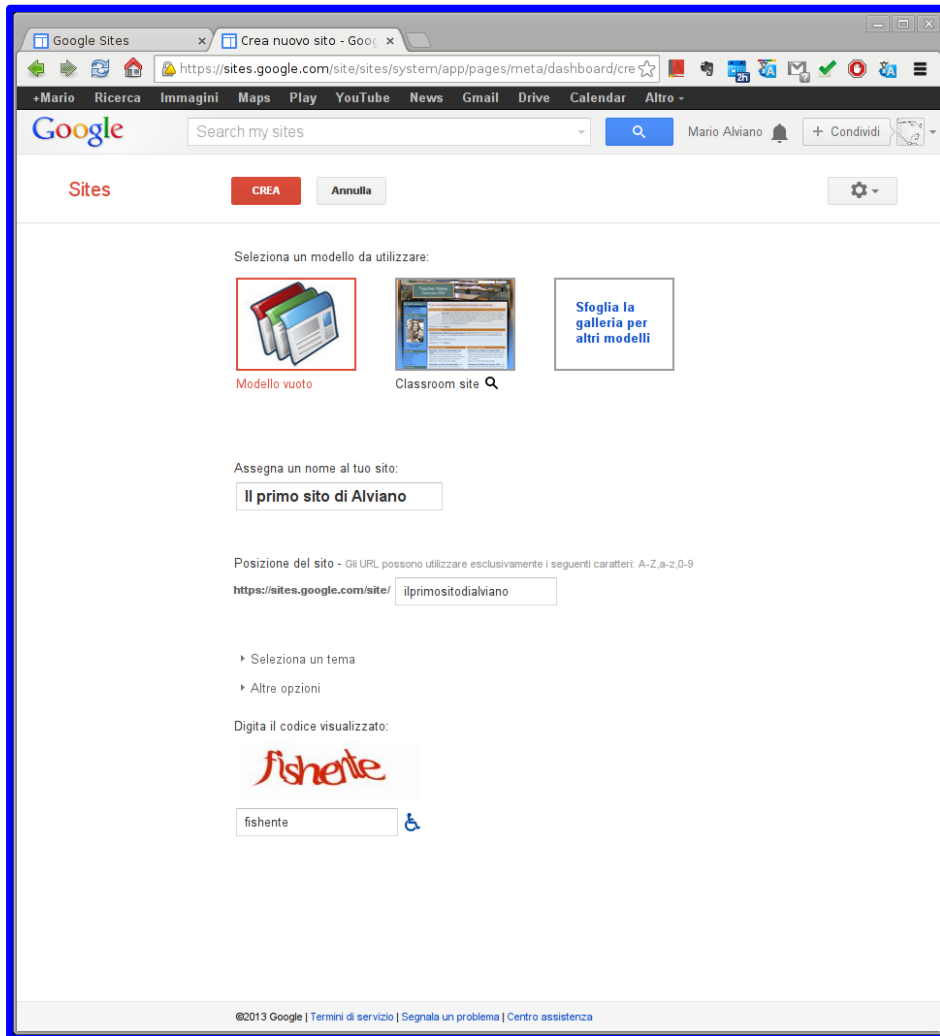 Google Sites
Crea nuovo sito - Goog
https://sites.google.com/site/sites/system/app/pages/meta/dashboard/cre
2h
+Mario Ricerca Immagini Maps Play YouTube News Gmail Drive Calendar Altro
Google Search my sites Mario Alviano + Condividi
Sites CREA Annulla
Seleziona un modello da utilizzare:
Sfoglia la
galleria per
altri modelli
Modello vuoto Classroom site
Assegna un nome al tuo sito:
Il primo sito di Alviano
Posizione del sito - Gli URL possono utilizzare esclusivamente i seguenti caratteri: A-Z,a-z,0-9
https://sites.google.com/site/ ilprimositodialviano
Seleziona un tema
Altre opzioni
Digita il codice visualizzato:
fishente
fishente
©2013 Google | Termini di servizio | Segnala un problema | Centro assistenza